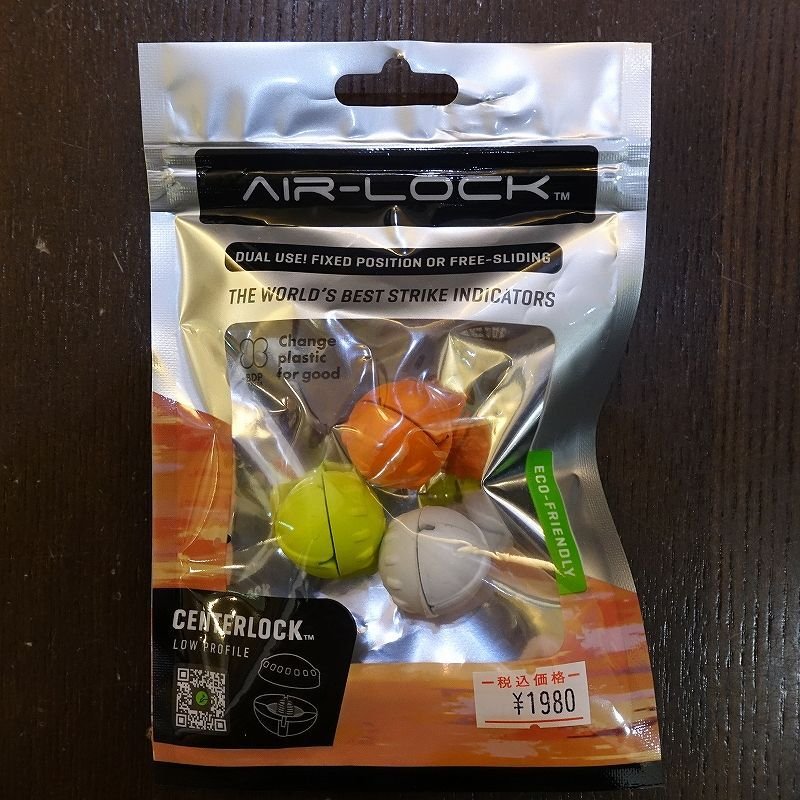 AIR-LOCK™
DUAL USE! FIXED POSITION OR FREE-SLIDING
THE WORLD'S BEST STRIKE INDICATORS
Change
plastic
for good
BDP
ECO-FRIENDLY
CENTERLOCK™
LOW PROFILE
税込価格
¥1980